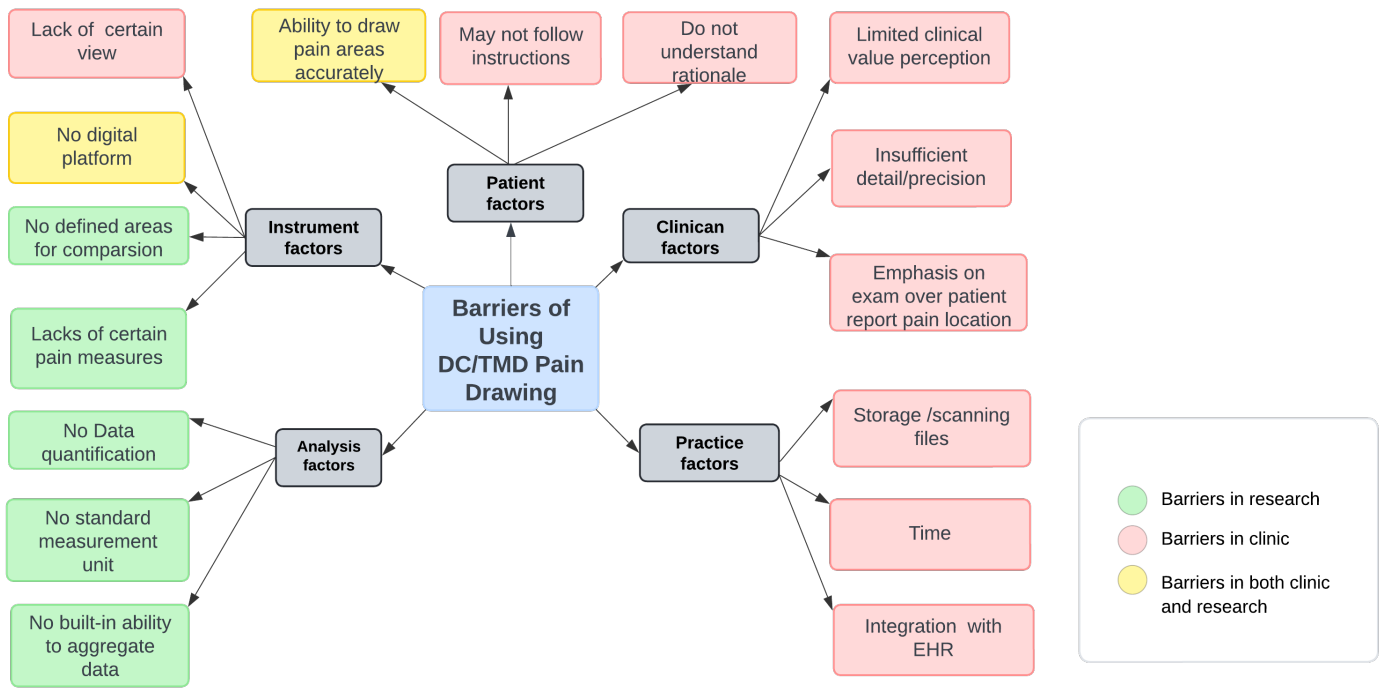 Lack of  certain
view
Ability to draw
pain areas
accurately
May not follow
instructions
Do not
understand
rationale
Limited clinical
value perception
No digital
platform
Insufficient
detail/precision
Patient
factors
No defined areas
for comparsion
Instrument
factors
Clinican
factors
Emphasis on
exam over patient
report pain location
Lacks of certain
pain measures
Barriers of
Using
DC/TMD Pain
Drawing
No Data
quantification
Analysis
factors
Practice
factors
Storage /scanning
files
No standard
measurement
unit
Time
No built-in ability
to aggregate
data
Integration  with
EHR
Barriers in research
Barriers in clinic
Barriers in both clinic
and research